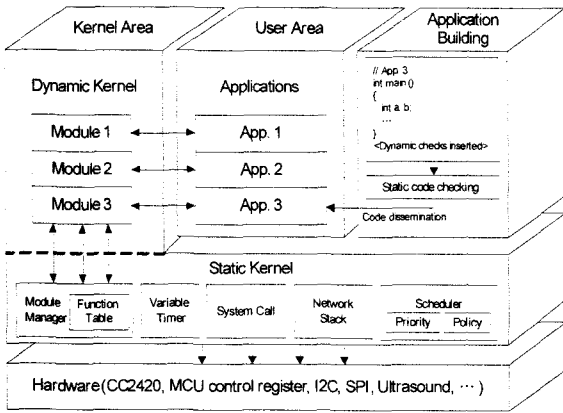 Kernel Area
User Area
Application
Building
Dynamic Kernel
Module 1
Module 2
Module 3
Applications
App. 1
App. 2
App. 3
// App. 3
int main ()
{
int a, b;
...
}
<Dynamic checks inserted>
Static code checking
Code dissemination
Static Kernel
Module
Manager
Function
Table
Variable
Timer
System Call
Network
Stack
Scheduler
Priority
Policy
Hardware(CC2420, MCU control register, I2C, SPI, Ultrasound, ⋯)